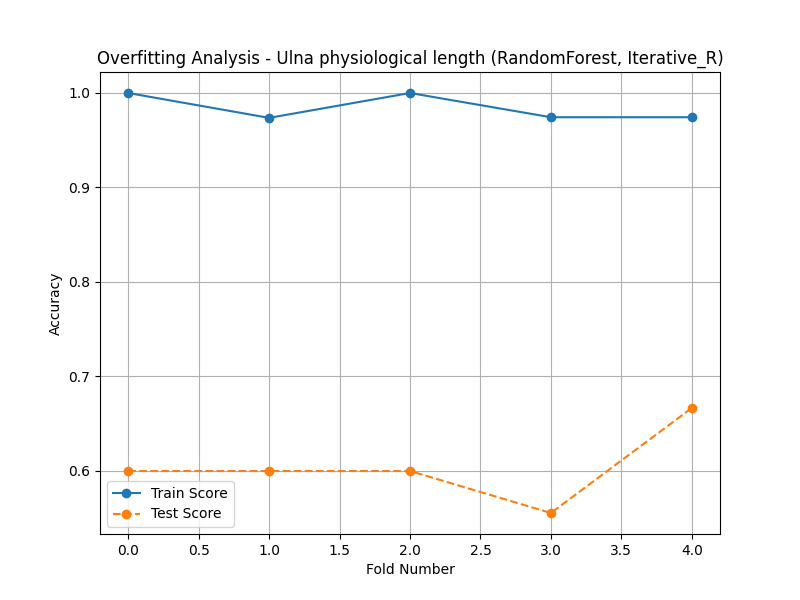 Overfitting Analysis - Ulna physiological length (RandomForest, Iterative_R)
1.0
0.9
0.8
0.7
0.6
Accuracy
Train Score
Test Score
0.0 0.5 1.0 1.5 2.0 2.5 3.0 3.5 4.0
Fold Number